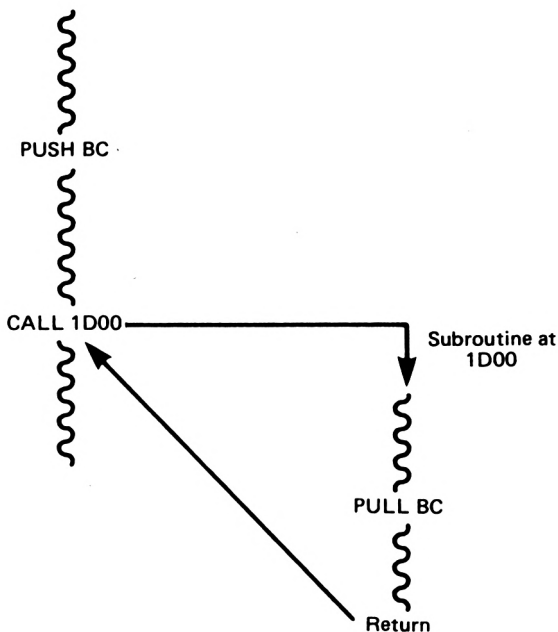 PUSH BC
CALL 1D00
Subroutine at
1D00
PULL BC
Return